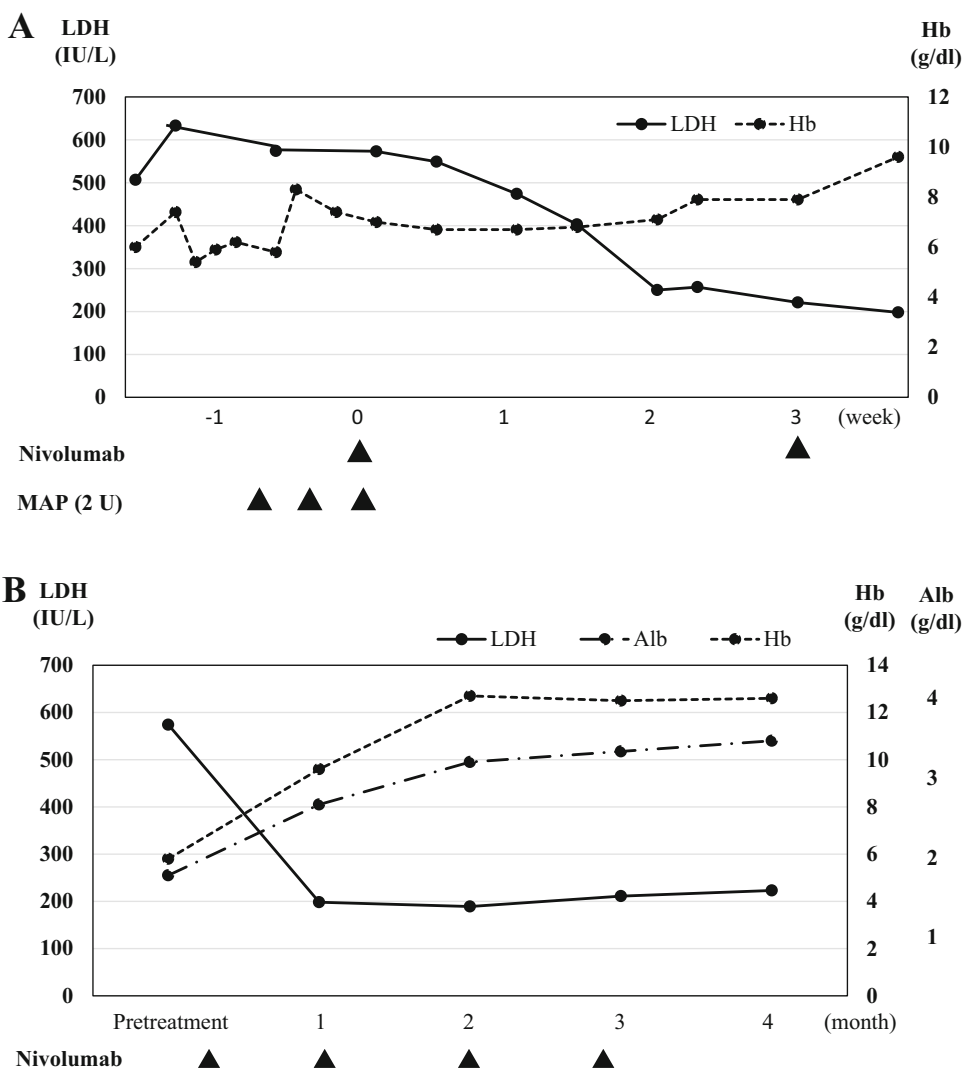 A LDH Hb
(IU/L) (g/dl)
700 12
LDH Hb
600 10
500 8
400
6
300
4
200
2
100
0 0
-1 0 1 2 3 (week)
Nivolumab
MAP (2 U)
B LDH Hb Alb
(IU/L) (g/dl) (g/dl)
LDH Alb Hb
700 14
600 12 4
500 10
3
400 8
300 6 2
200 4
1
100 2
0 0
Pretreatment 1 2 3 4 (month)
Nivolumab